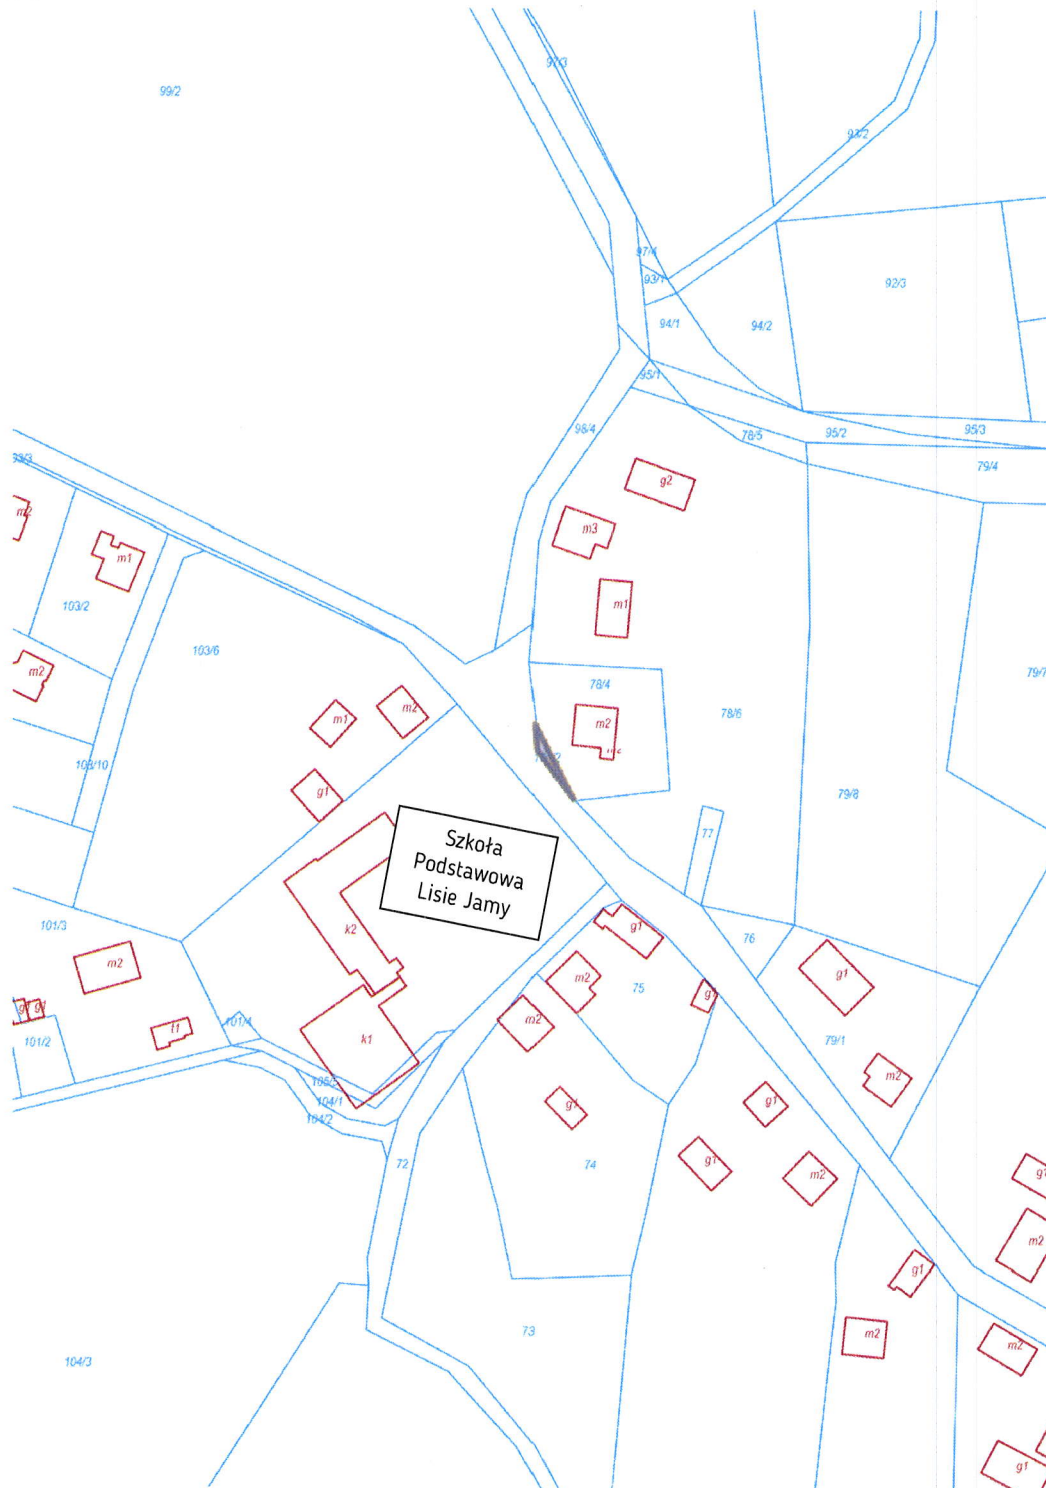 97/3
99/2
93/2
97/4
93/1
92/3
94/1
94/2
95/1
98/4
78/5
95/2
95/3
79/4
g2
m2
m3
m1
m1
103/2
103/6
m2
79/7
78/4
m1
m2
m2
78/6
103/10
g1
79/8
77
Szkoła
Podstawowa
Lisie Jamy
101/3
k2
g1
76
m2
m2
g1
75
g1
g1
g1
101/4
m2
t1
101/2
k1
79/1
m2
105/
104/1
g1
g1
104/2
72
74
g1
m2
g1
m2
g1
73
m2
m2
104/3
g1